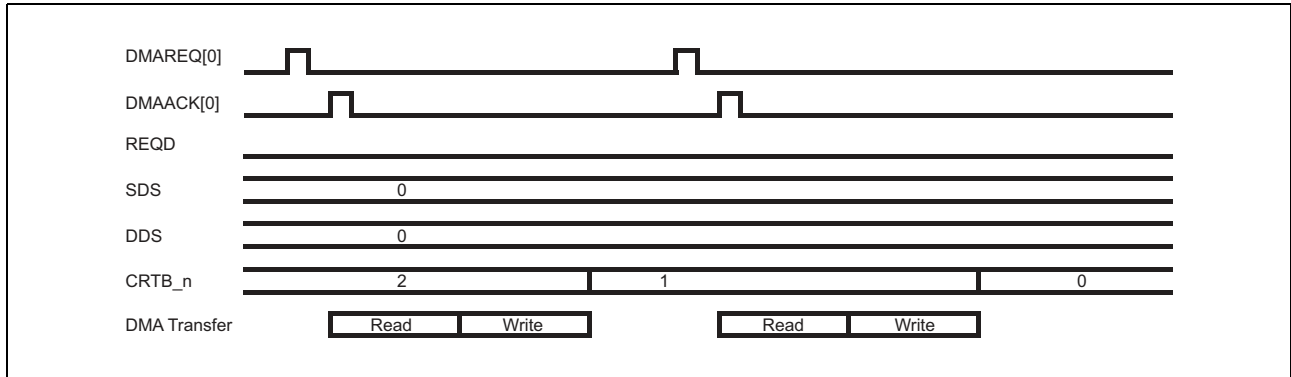 DMAREQ[0]
DMAACK[0]
REQD
SDS 0
DDS 0
CRTB_n 2 1 0
DMA Transfer Read Write Read Write